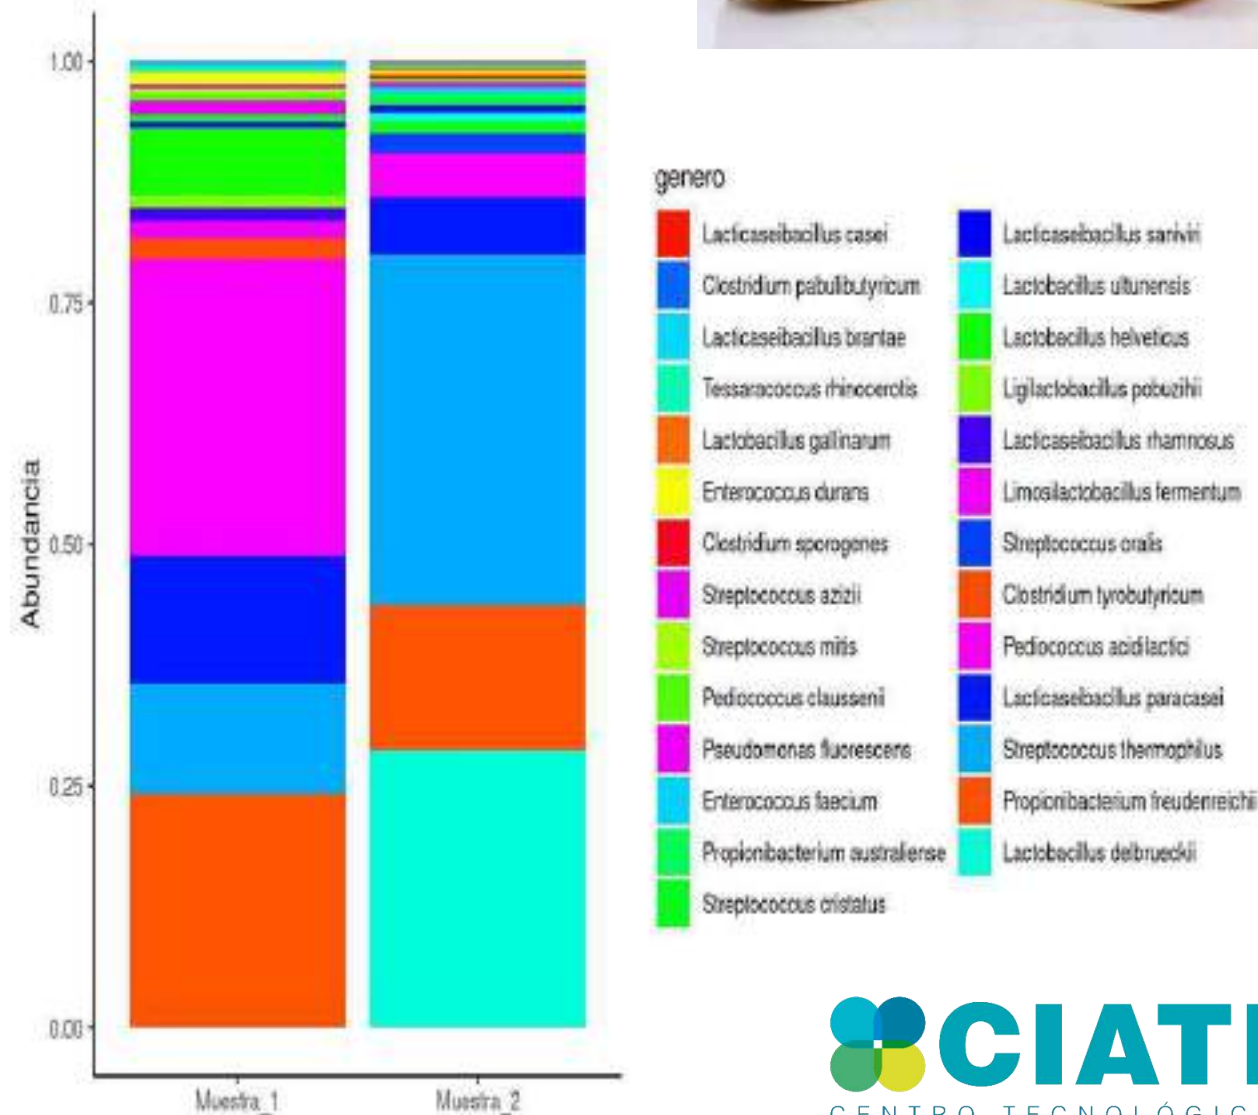 1.00
0.75
0.50
0.25
0.00
Abundancia
Muestra_1
Muestra_2
genero
Lacticaseibacillus casei
Clostridium pabulibutyricum
Lacticaseibacillus brantae
Tessaracoccus rhinocerotis
Lactobacillus gallinarum
Enterococcus durans
Clostridium sporogenes
Streptococcus azizii
Streptococcus mitis
Pediococcus claussenii
Pseudomonas fluorescens
Enterococcus faecium
Propionibacterium australiense
Streptococcus cristatus
Lacticaseibacillus saniviri
Lactobacillus ultunensis
Lactobacillus helveticus
Ligilactobacillus pobuzihii
Lacticaseibacillus rhamnosus
Limosilactobacillus fermentum
Streptococcus oralis
Clostridium tyrobutyricum
Pediococcus acidilactici
Lacticaseibacillus paracasei
Streptococcus thermophilus
Propionibacterium freudenreichii
Lactobacillus delbrueckii
CIATI
CENTRO TECNOLÓGIC